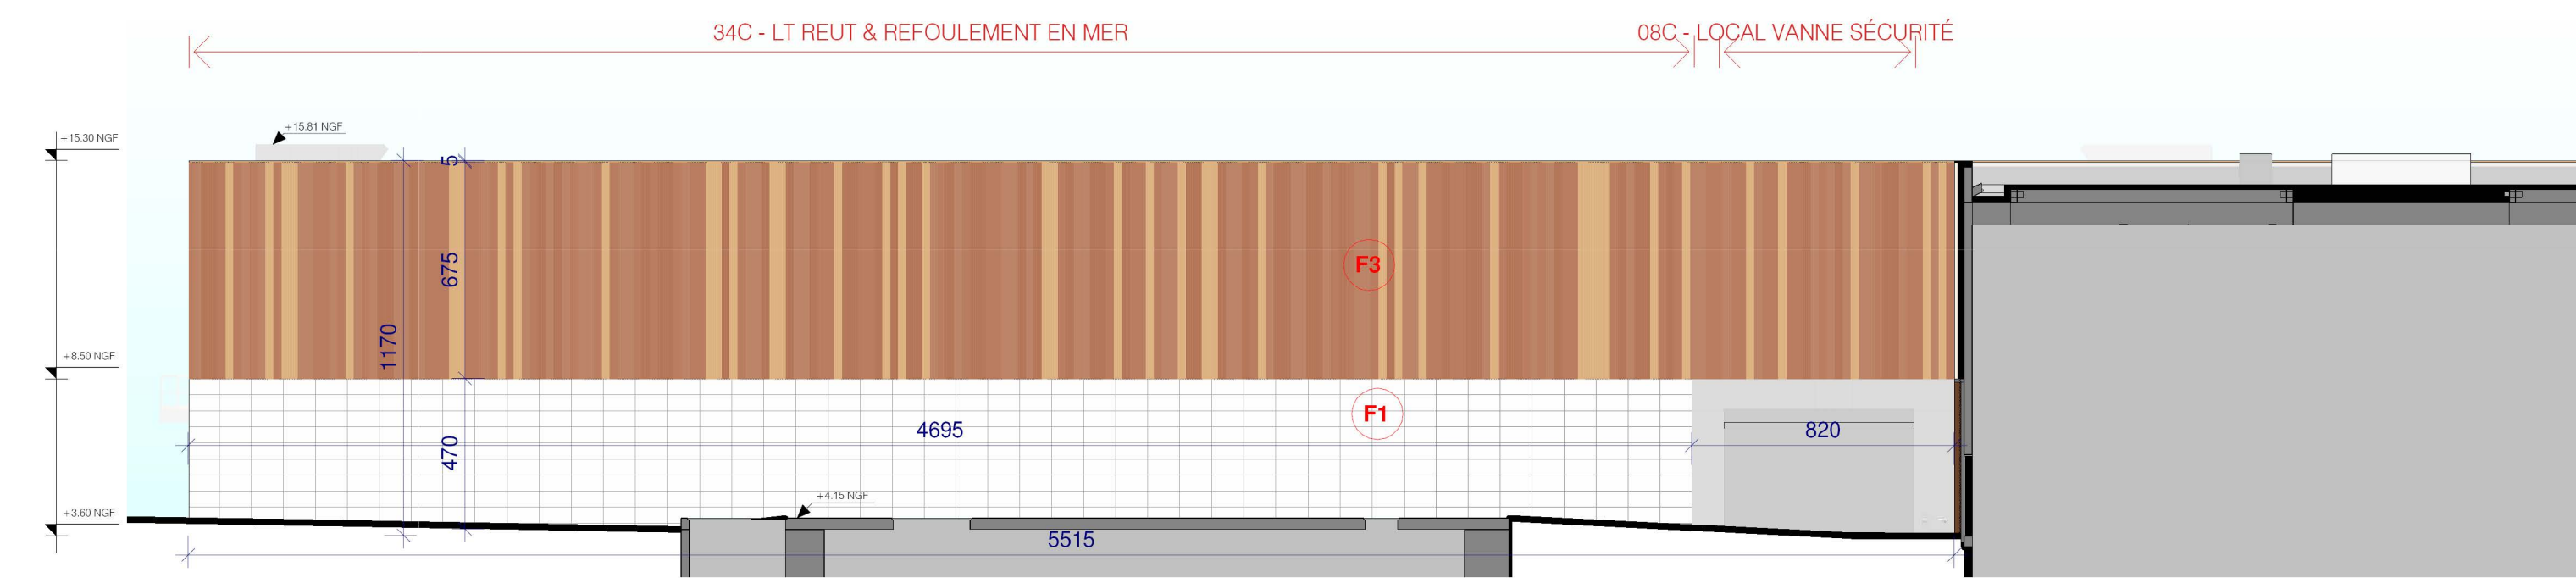 34C - LT REUT & REFOULEMENT EN MER
08C - LOCAL VANNE SÉCURITÉ
+15.81 NGF
+15.30 NGF
5
675
F3
1170
+8.50 NGF
F1
4695
820
470
+4.15 NGF
+3.60 NGF
5515